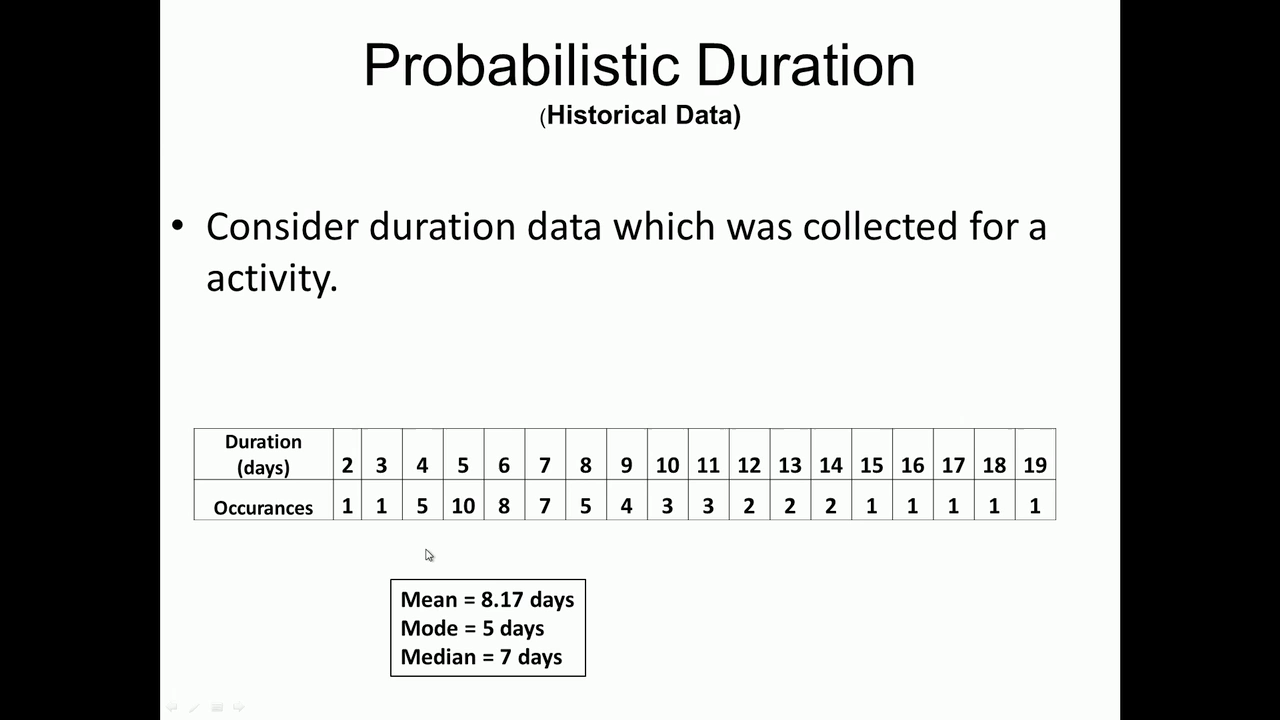 Probabilistic Duration
(Historical Data)
• Consider duration data which was collected for a
activity.
Duration
(days) 2 3 4 5 6 7 8 9 10 11 12 13 14 15 16 17 18 19
Occurances 1 1 5 10 8 7 5 4 3 3 2 2 2 1 1 1 1 1
Mean = 8.17 days
Mode = 5 days
Median = 7 days